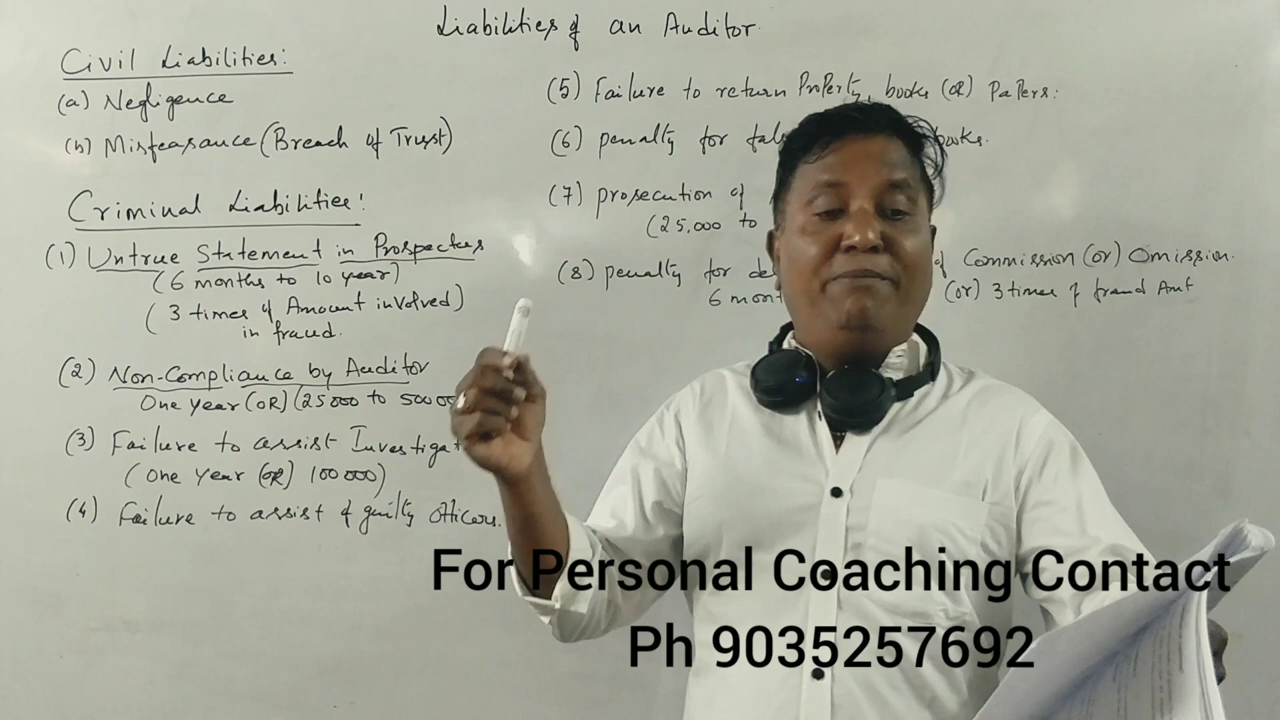 Liabilities of an Auditor.
Civil Liabilities:
(a) Negligence
(b) Misfeasance (Breach of Trust)
Criminal Liabilities:
(1) Untrue Statement in Prospectus
(6 months to 10 year)
(3 times of Amount involved)
in fraud.
(2) Non-Compliance by Auditor
One year (OR) (25000 to 50000
(3) Failure to assist
(One Year (OR) 100000)
(4) Failure to assist of guilty officers.
(5) Failure to return Property, books (OR) Papers:
(6) penalty for books.
(7) prosecution of
(25,000 to
(8) penalty for of Commission (or) Omission.
6 (or) 3 times of fraud Amt
For Personal Coaching Contact
Ph 9035257692